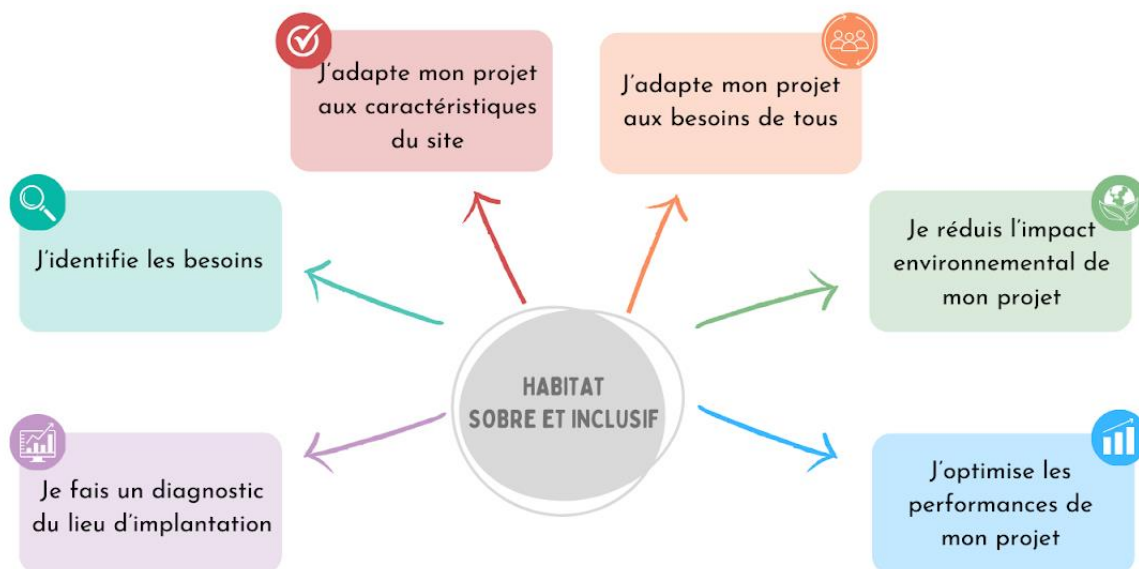 J'adapte mon projet
aux caractéristiques
du site
J'adapte mon projet
aux besoins de tous
J'identifie les besoins
Je réduis l'impact
environnemental de
mon projet
HABITAT
SOBRE ET INCLUSIF
Je fais un diagnostic
du lieu d'implantation
J'optimise les
performances de
mon projet